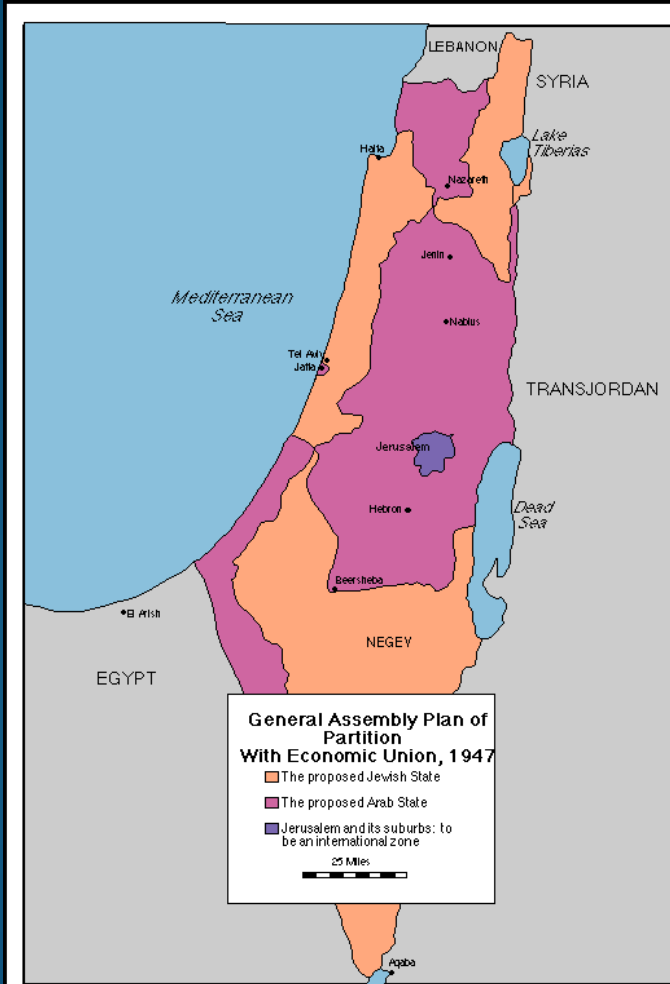 LEBANON
SYRIA
Lake
Tiberias
Haifa
Nazareth
Jenin
Mediterranean
Sea
Nablus
Tel Aviv
Jaffa
TRANSJORDAN
Jerusalem
Dead
Sea
Hebron
Beersheba
El Arish
NEGEV
EGYPT
General Assembly Plan of
Partition
With Economic Union, 1947
The proposed Jewish State
The proposed Arab State
Jerusalem and its suburbs: to
be an international zone
25 Miles
Aqaba